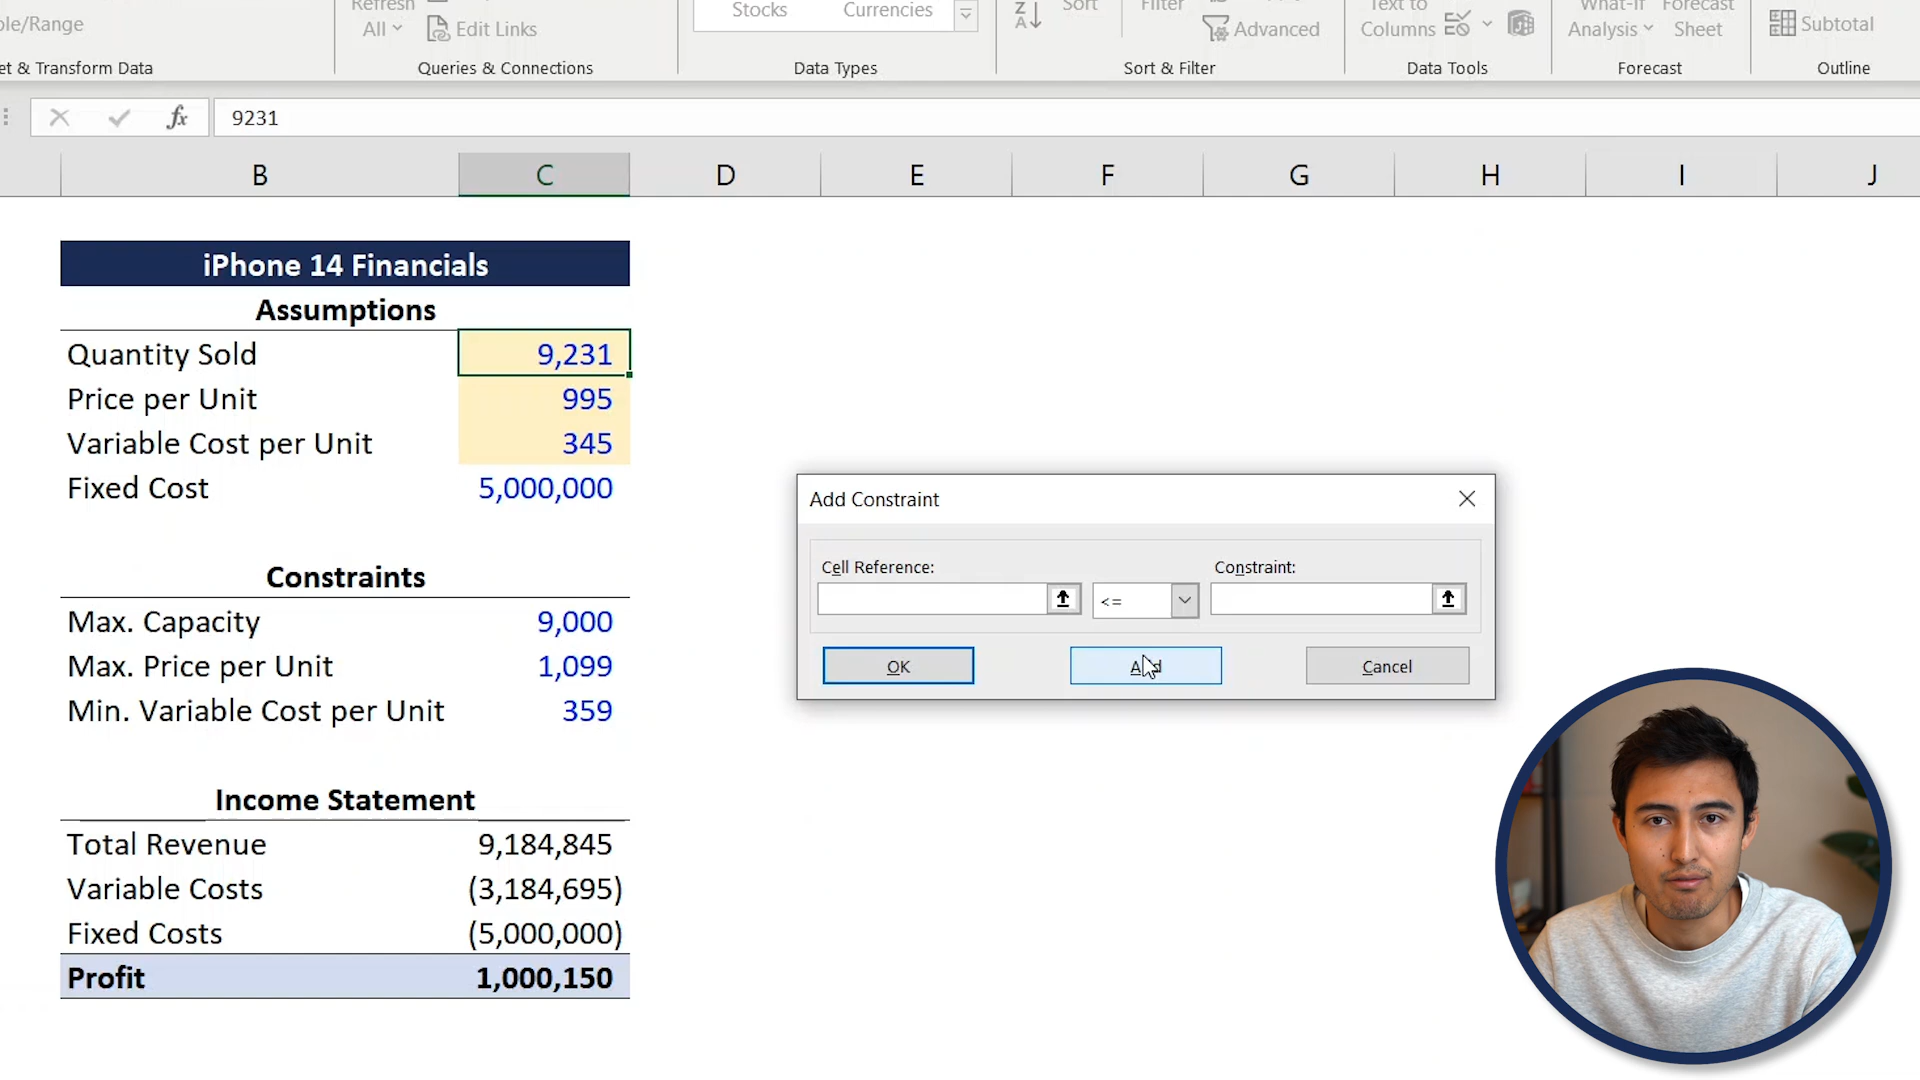 ble/Range
Refresh
All
Edit Links
Stocks
Currencies
Sort
Filter
Advanced
Text to
Columns
What-If
Analysis
Forecast
Sheet
Subtotal
et & Transform Data
Queries & Connections
Data Types
Sort & Filter
Data Tools
Forecast
Outline
fx
9231
B C D E F G H I J
iPhone 14 Financials
Assumptions
Quantity Sold 9,231
Price per Unit 995
Variable Cost per Unit 345
Fixed Cost 5,000,000
Constraints
Max. Capacity 9,000
Max. Price per Unit 1,099
Min. Variable Cost per Unit 359
Income Statement
Total Revenue 9,184,845
Variable Costs (3,184,695)
Fixed Costs (5,000,000)
Profit 1,000,150
Add Constraint
Cell Reference:
Constraint:
<=
OK
Add
Cancel